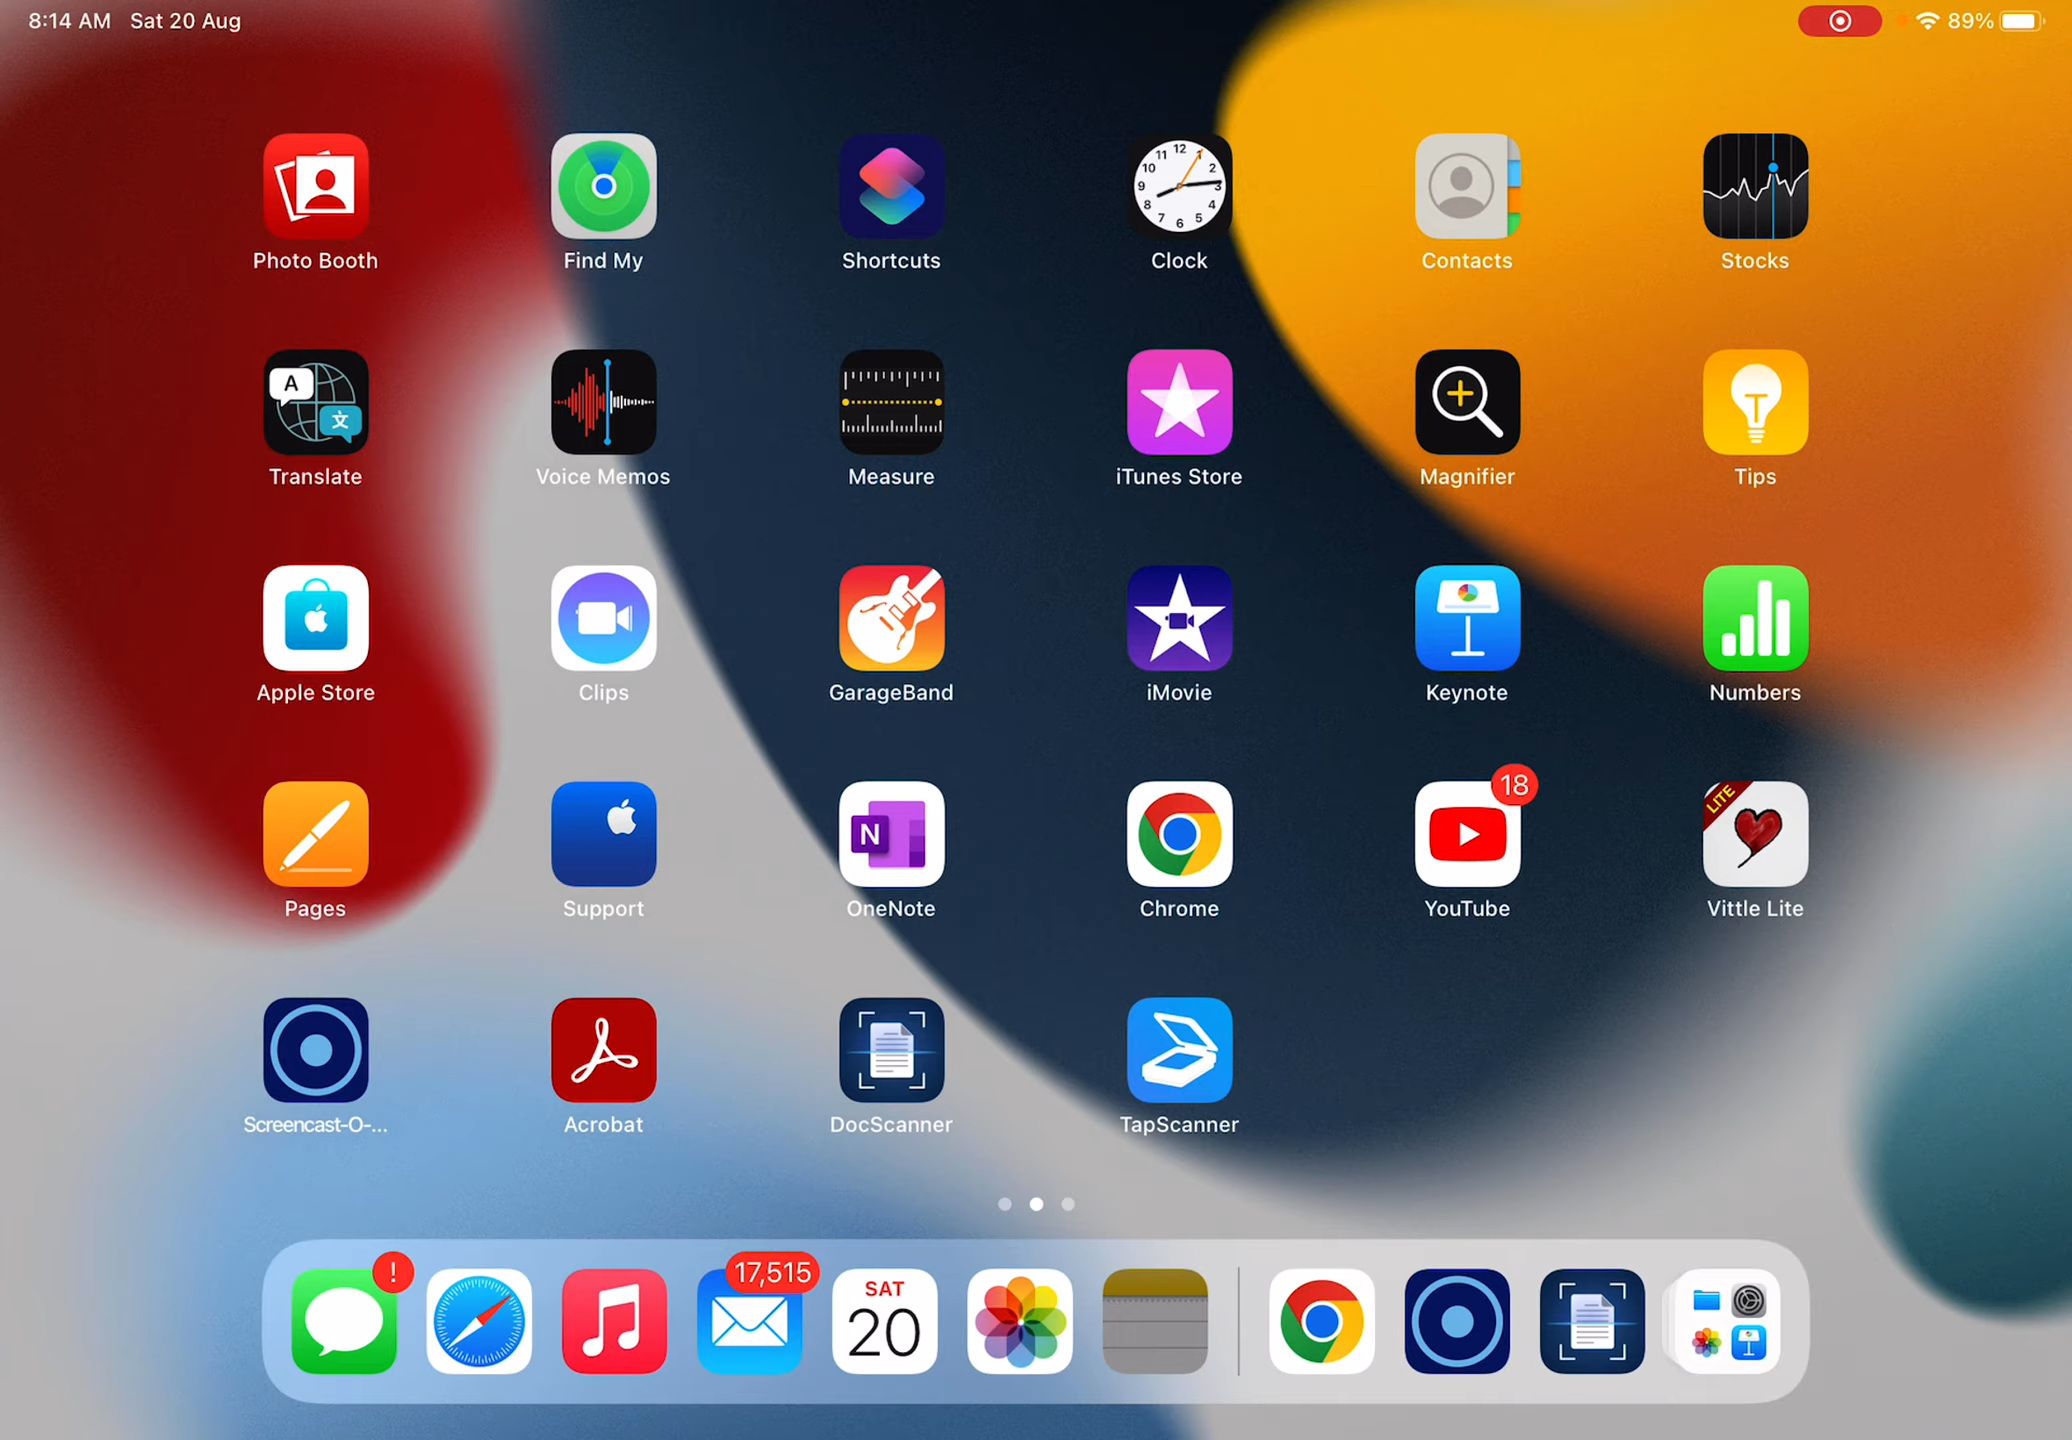 8:14 AM Sat 20 Aug 89%
Photo Booth Find My Shortcuts Clock Contacts Stocks
Translate Voice Memos Measure iTunes Store Magnifier Tips
Apple Store Clips GarageBand iMovie Keynote Numbers
18
LITE
Pages Support OneNote Chrome YouTube Vittle Lite
Screencast-O-... Acrobat DocScanner TapScanner
! 17,515
SAT
20